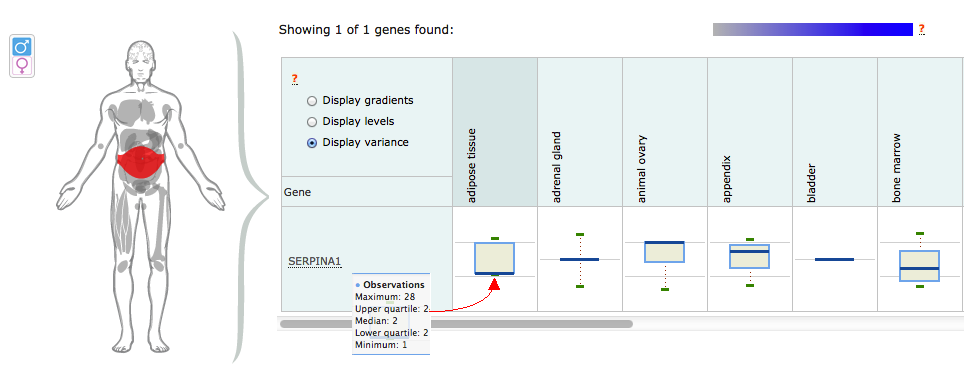 Showing 1 of 1 genes found:
?
?
Display gradients
Display levels
Display variance
Gene
adipose tissue
adrenal gland
animal ovary
appendix
bladder
bone marrow
SERPINA1
Observations
Maximum: 28
Upper quartile: 2
Median: 2
Lower quartile: 2
Minimum: 1